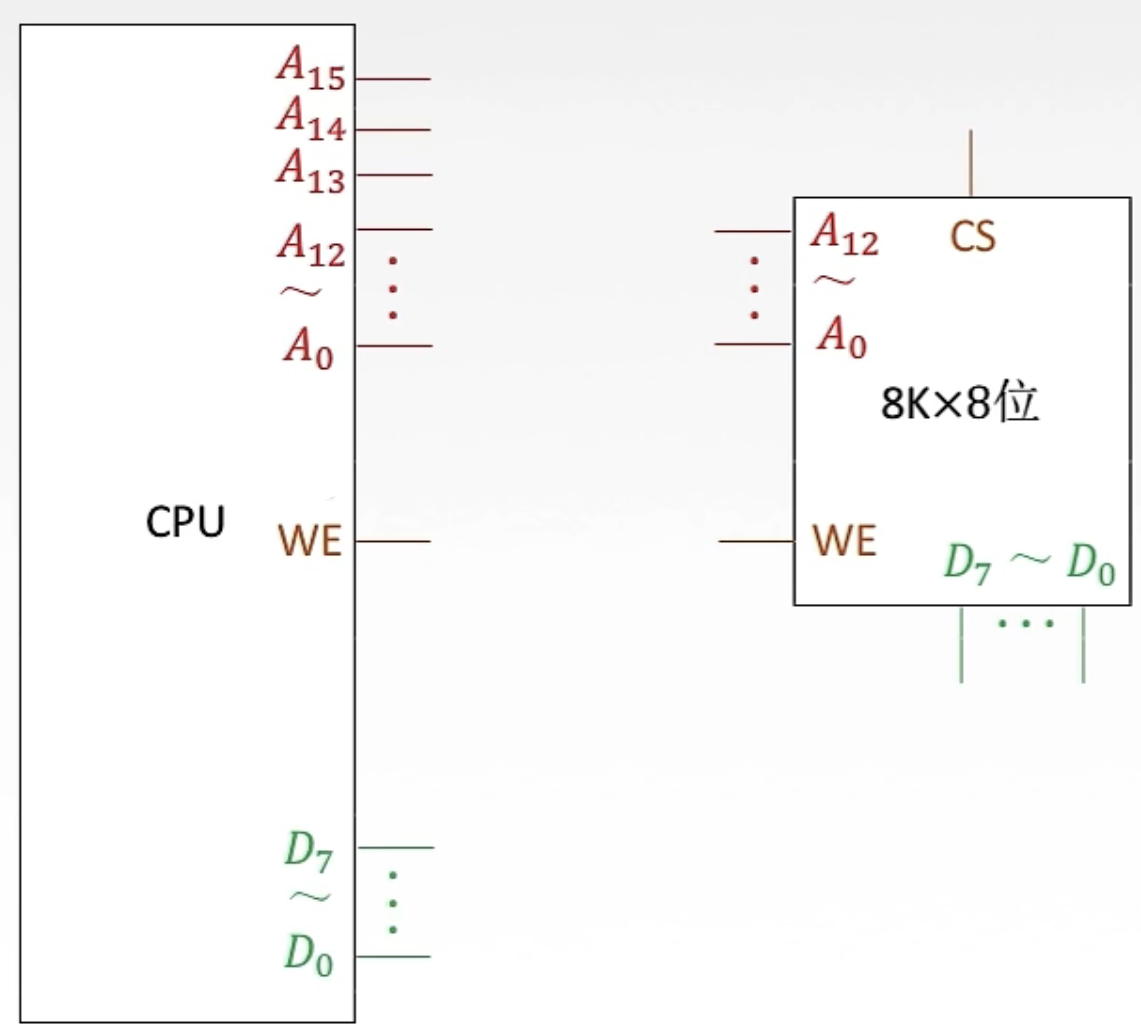 A₁₅
A₁₄
A₁₃
A₁₂
～
A₀
CPU
WE
D₇
～
D₀
A₁₂
～
A₀
CS
8K×8位
WE
D₇ ～ D₀